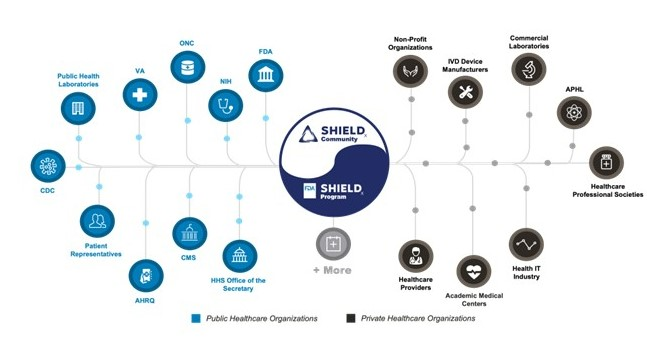 ONC
FDA
VA
NIH
Public Health
Laboratories
CDC
Patient
Representatives
AHRQ
CMS
HHS Office of the
Secretary
SHIELD®
Community
FDA
SHIELD®
Program
+ More
Non-Profit
Organizations
IVD Device
Manufacturers
Commercial
Laboratories
APHL
Healthcare
Professional Societies
Healthcare
Providers
Academic Medical
Centers
Health IT
Industry
Public Healthcare Organizations
Private Healthcare Organizations